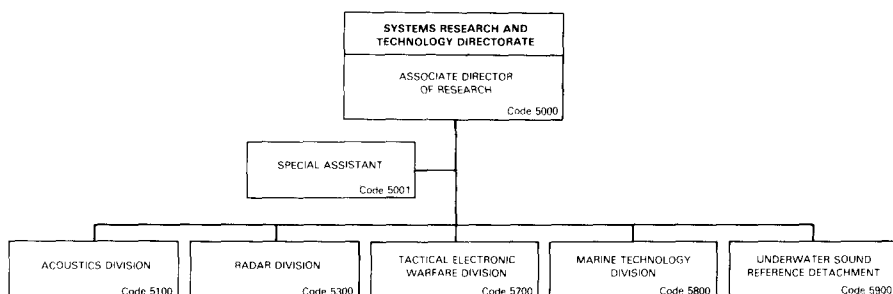 SYSTEMS RESEARCH AND
TECHNOLOGY DIRECTORATE
ASSOCIATE DIRECTOR
OF RESEARCH
Code 5000
SPECIAL ASSISTANT
Code 5001
ACOUSTICS DIVISION
Code 5100
RADAR DIVISION
Code 5300
TACTICAL ELECTRONIC
WARFARE DIVISION
Code 5700
MARINE TECHNOLOGY
DIVISION
Code 5800
UNDERWATER SOUND
REFERENCE DETACHMENT
Code 5900